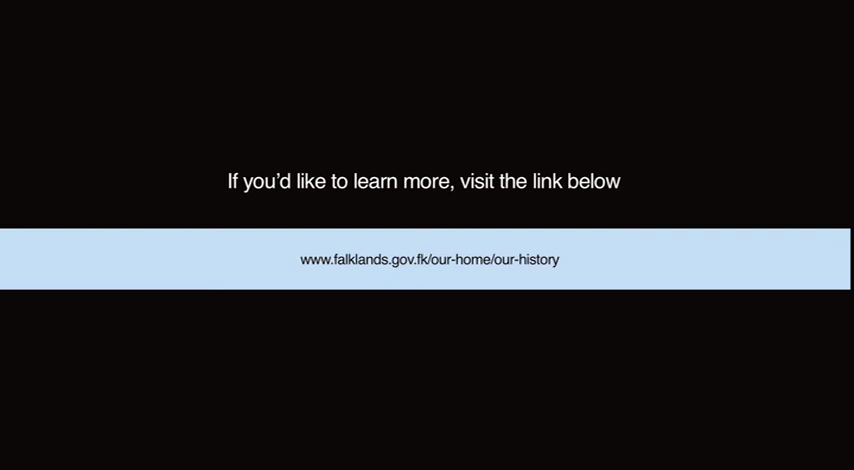 If you’d like to learn more, visit the link below
www.falklands.gov.fk/our-home/our-history